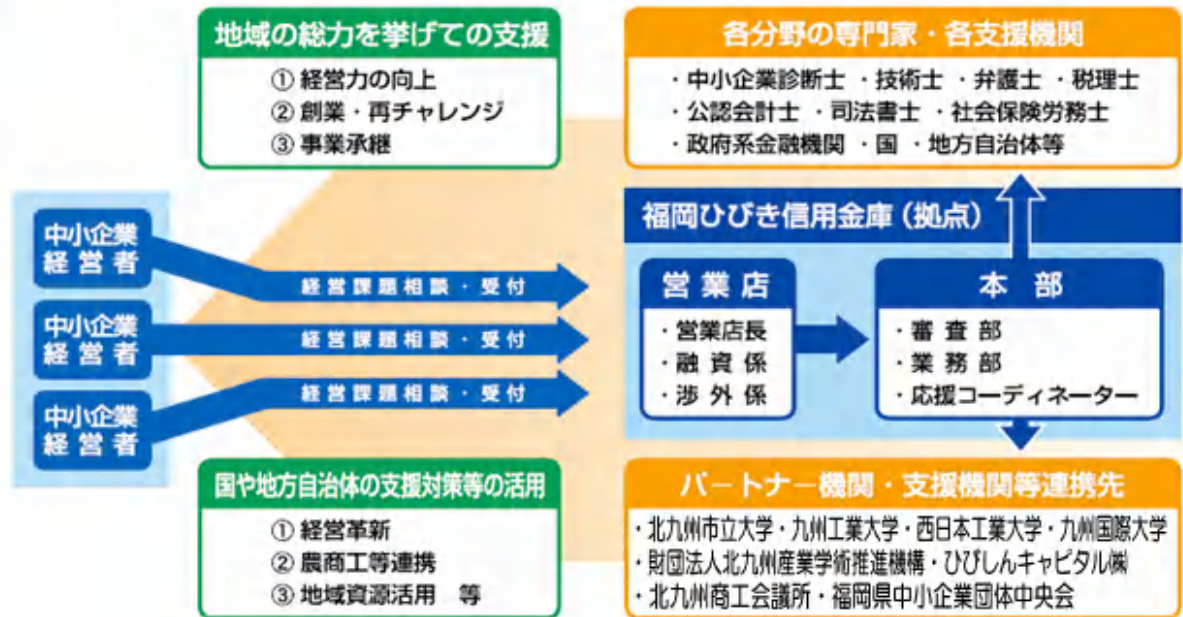 地域の総力を挙げての支援
① 経営力の向上
② 創業・再チャレンジ
③ 事業承継
各分野の専門家・各支援機関
・中小企業診断士 ・技術士 ・弁護士 ・税理士
・公認会計士 ・司法書士 ・社会保険労務士
・政府系金融機関 ・国 ・地方自治体等
中小企業
経営者
中小企業
経営者
中小企業
経営者
経営課題相談・受付
経営課題相談・受付
経営課題相談・受付
福岡ひびき信用金庫（拠点）
営業店
・営業店長
・融資係
・渉外係
本部
・審査部
・業務部
・応援コーディネーター
国や地方自治体の支援対策等の活用
① 経営革新
② 農商工等連携
③ 地域資源活用 等
パートナー機関・支援機関等連携先
・北九州市立大学・九州工業大学・西日本工業大学・九州国際大学
・財団法人北九州産業学術推進機構・ひびしんキャピタル㈱
・北九州商工会議所・福岡県中小企業団体中央会